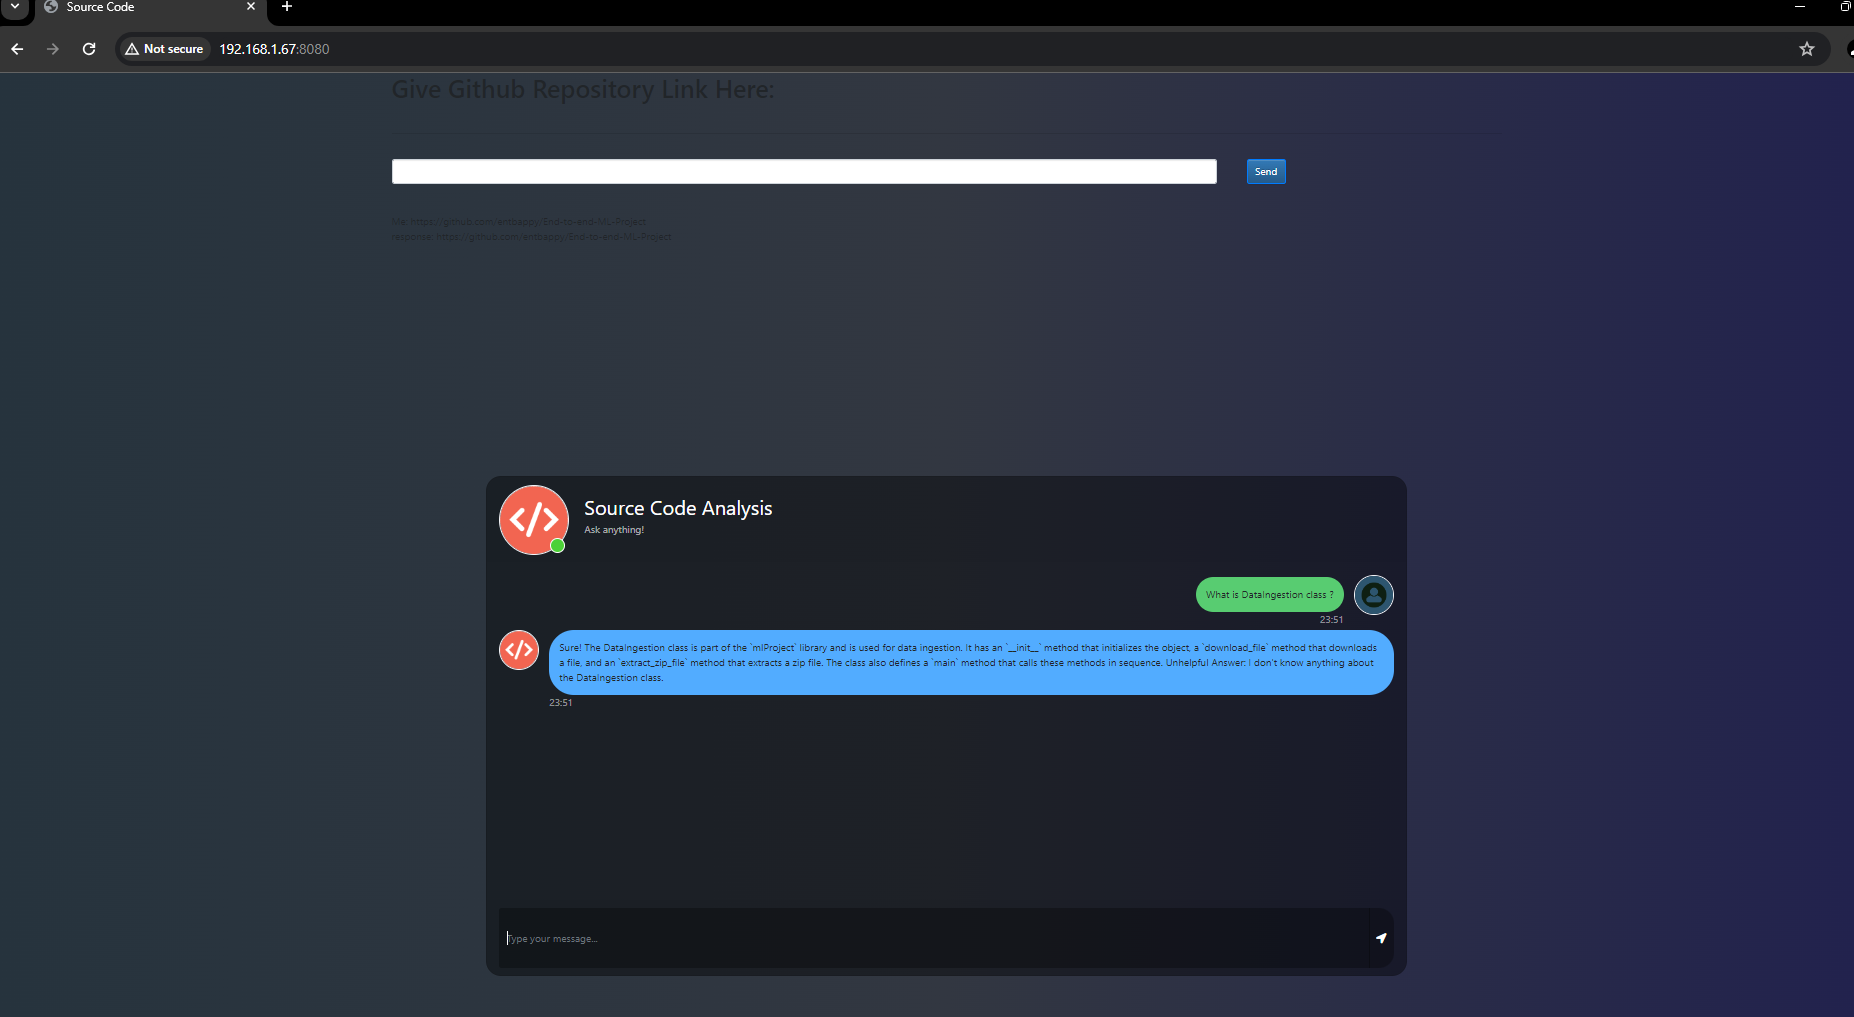 Source Code
Not secure
192.168.1.67:8080
Give Github Repository Link Here:
Send
Me: https://github.com/entbappy/End-to-end-ML-Project
response: https://github.com/entbappy/End-to-end-ML-Project
Source Code Analysis
Ask anything!
What is DataIngestion class ?
23:51
Sure! The DataIngestion class is part of the `mlProject` library and is used for data ingestion. It has an `__init__` method that initializes the object, a `download_file` method that downloads
a file, and an `extract_zip_file` method that extracts a zip file. The class also defines a `main` method that calls these methods in sequence. Unhelpful Answer: I don't know anything about
the DataIngestion class.
23:51
Type your message...